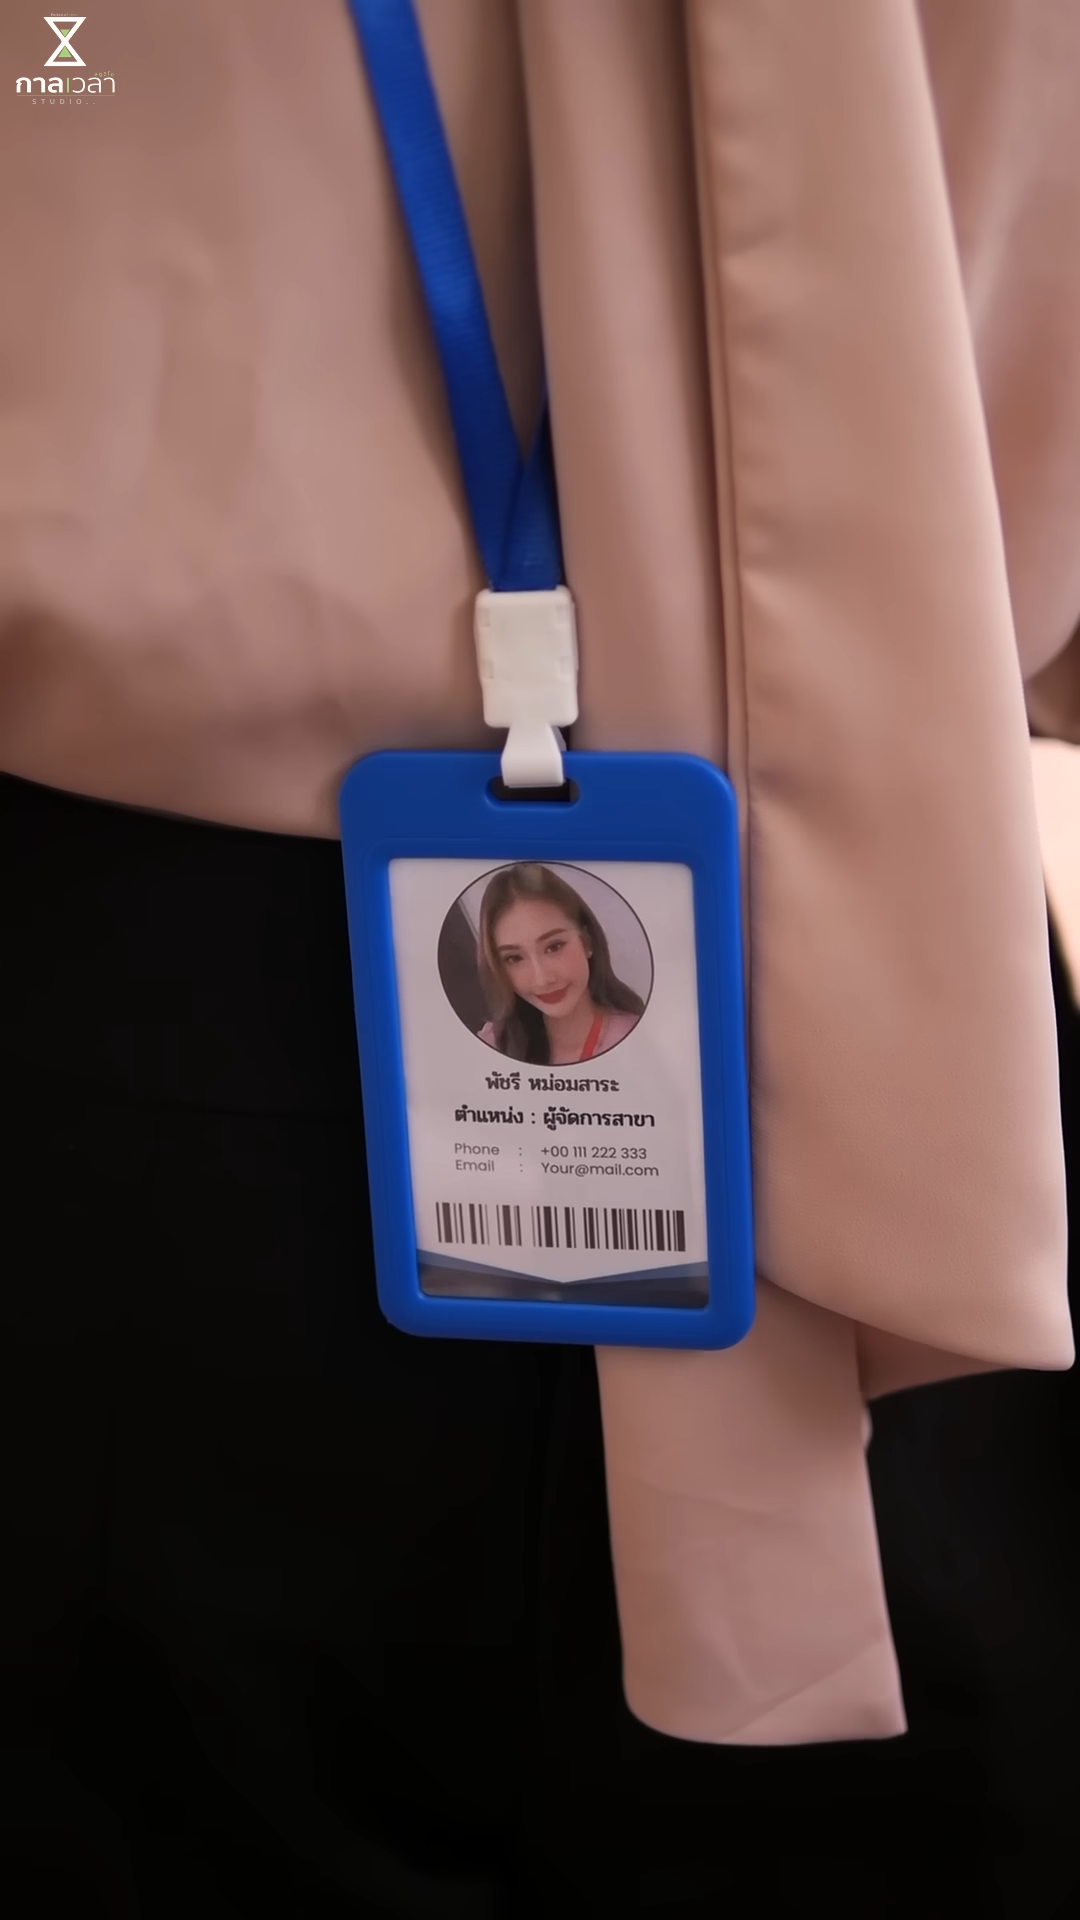 กาลเวลา
STUDIO..
พัชรี หม่อมสาระ
ตำแหน่ง : ผู้จัดการสาขา
Phone : +00 111 222 333
Email : Your@mail.com